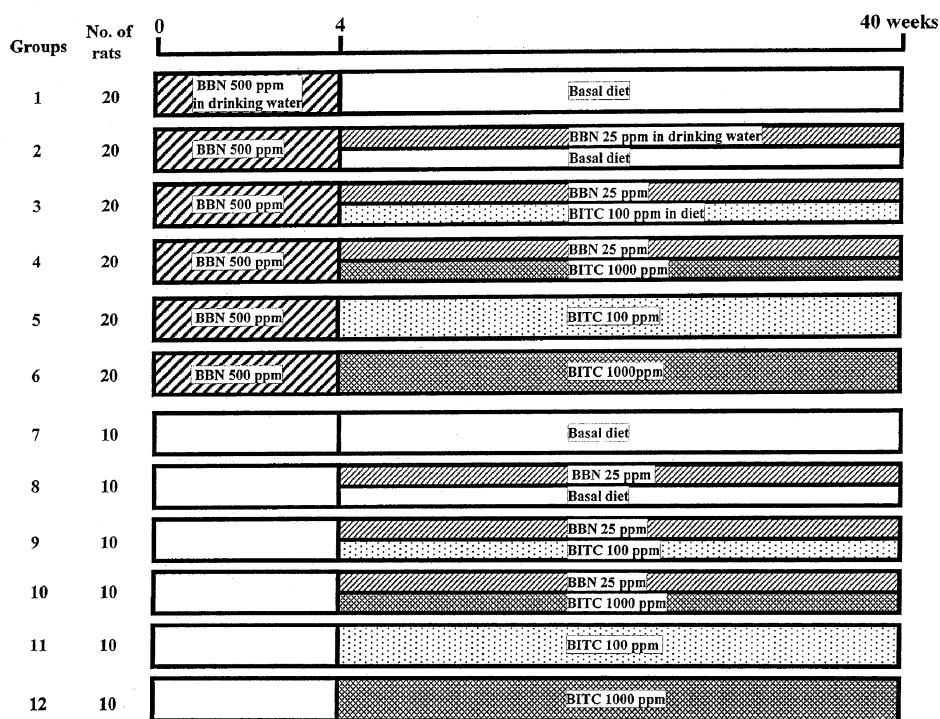 0 4 40 weeks
Groups No. of rats
1 20 BBN 500 ppm in drinking water Basal diet
2 20 BBN 500 ppm BBN 25 ppm in drinking water
Basal diet
3 20 BBN 500 ppm BBN 25 ppm
BITC 100 ppm in diet
4 20 BBN 500 ppm BBN 25 ppm
BITC 1000 ppm
5 20 BBN 500 ppm BITC 100 ppm
6 20 BBN 500 ppm BITC 1000ppm
7 10 Basal diet
8 10 BBN 25 ppm
Basal diet
9 10 BBN 25 ppm
BITC 100 ppm
10 10 BBN 25 ppm
BITC 1000 ppm
11 10 BITC 100 ppm
12 10 BITC 1000 ppm